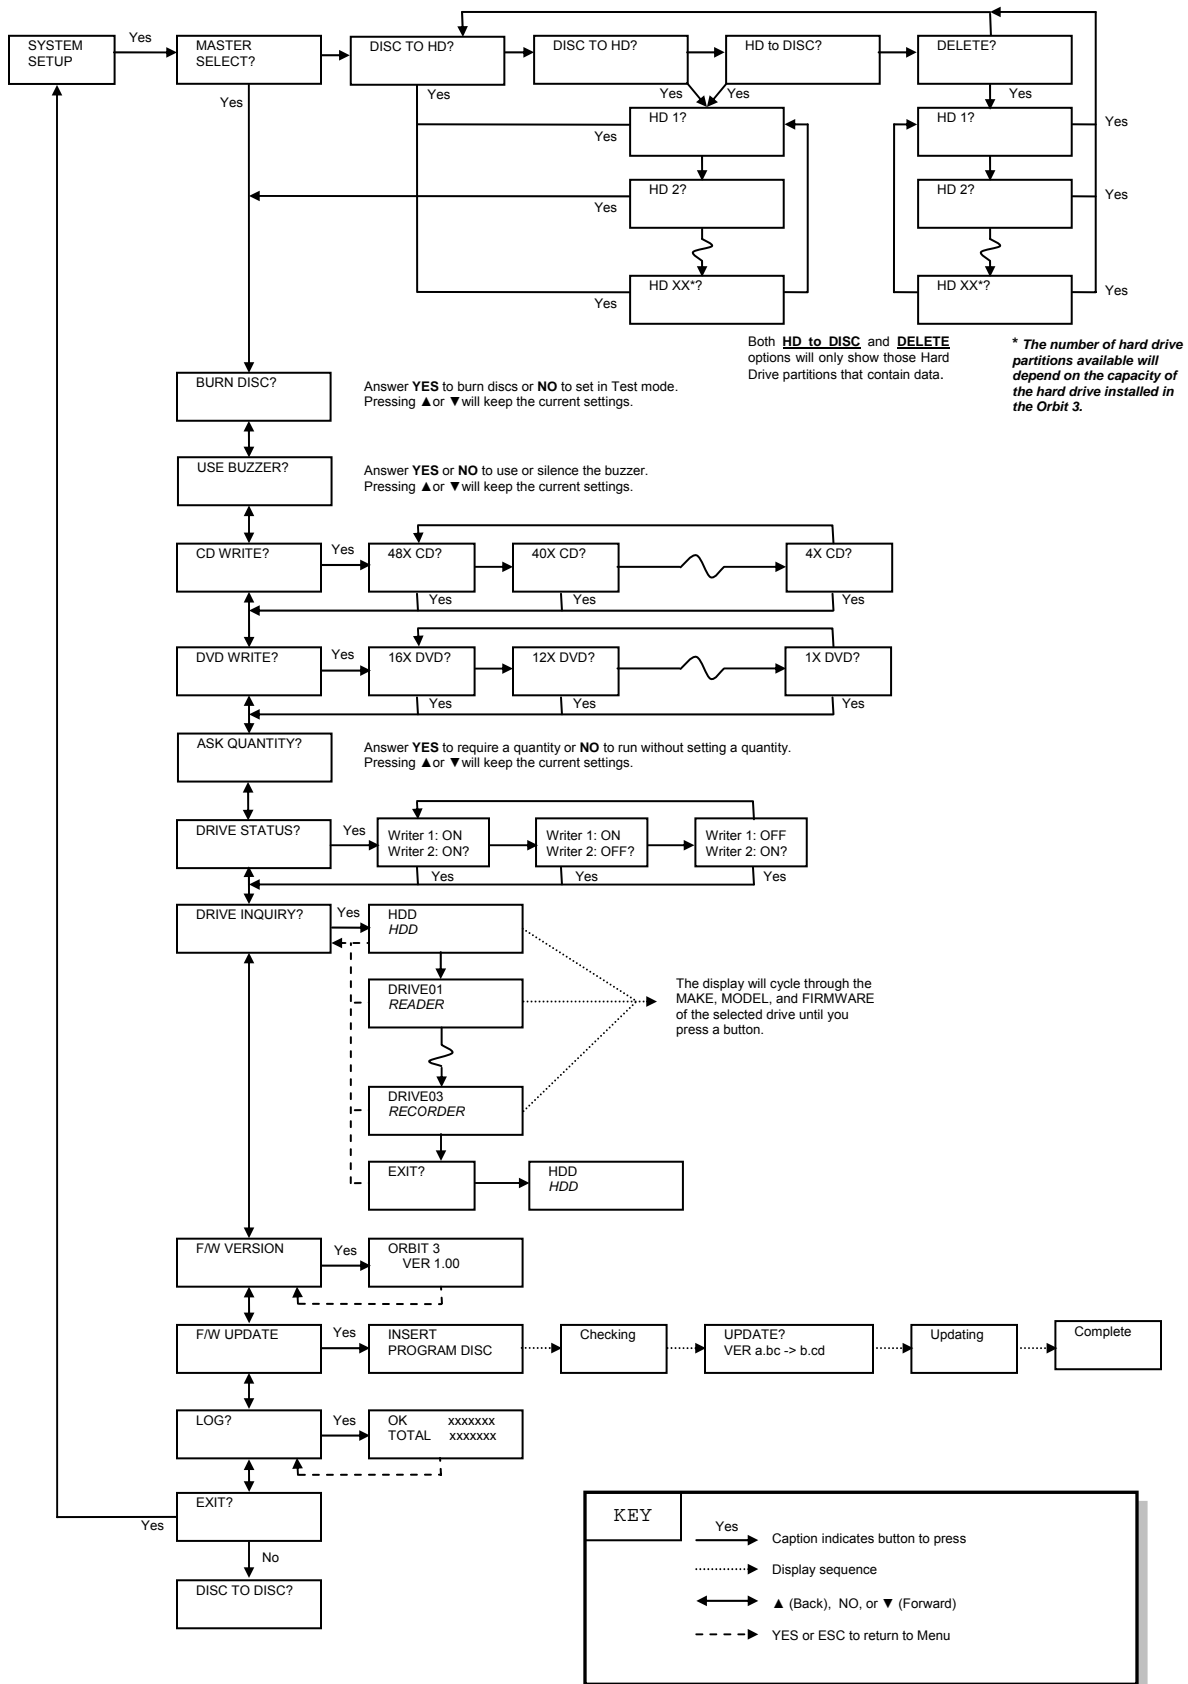 SYSTEM
SETUP
Yes
MASTER
SELECT?
DISC TO HD?
DISC TO HD?
HD to DISC?
DELETE?
Yes
Yes
Yes
Yes
Yes
HD 1?
Yes
HD 1?
Yes
HD 2?
Yes
HD 2?
Yes
HD XX*?
Yes
HD XX*?
Yes
Both HD to DISC and DELETE
options will only show those Hard
Drive partitions that contain data.
* The number of hard drive
partitions available will
depend on the capacity of
the hard drive installed in
the Orbit 3.
BURN DISC?
Answer YES to burn discs or NO to set in Test mode.
Pressing ▲or ▼will keep the current settings.
USE BUZZER?
Answer YES or NO to use or silence the buzzer.
Pressing ▲or ▼will keep the current settings.
CD WRITE?
Yes
48X CD?
40X CD?
4X CD?
Yes
Yes
Yes
DVD WRITE?
Yes
16X DVD?
12X DVD?
1X DVD?
Yes
Yes
Yes
ASK QUANTITY?
Answer YES to require a quantity or NO to run without setting a quantity.
Pressing ▲or ▼will keep the current settings.
DRIVE STATUS?
Yes
Writer 1: ON
Writer 2: ON?
Writer 1: ON
Writer 2: OFF?
Writer 1: OFF
Writer 2: ON?
Yes
Yes
Yes
DRIVE INQUIRY?
Yes
HDD
HDD
DRIVE01
READER
The display will cycle through the
MAKE, MODEL, and FIRMWARE
of the selected drive until you
press a button.
DRIVE03
RECORDER
EXIT?
HDD
HDD
F/W VERSION
Yes
ORBIT 3
VER 1.00
F/W UPDATE
Yes
INSERT
PROGRAM DISC
Checking
UPDATE?
VER a.bc -> b.cd
Updating
Complete
LOG?
Yes
OK xxxxxxx
TOTAL xxxxxxx
EXIT?
Yes
No
DISC TO DISC?
KEY
Yes
Caption indicates button to press
Display sequence
▲ (Back), NO, or ▼ (Forward)
YES or ESC to return to Menu